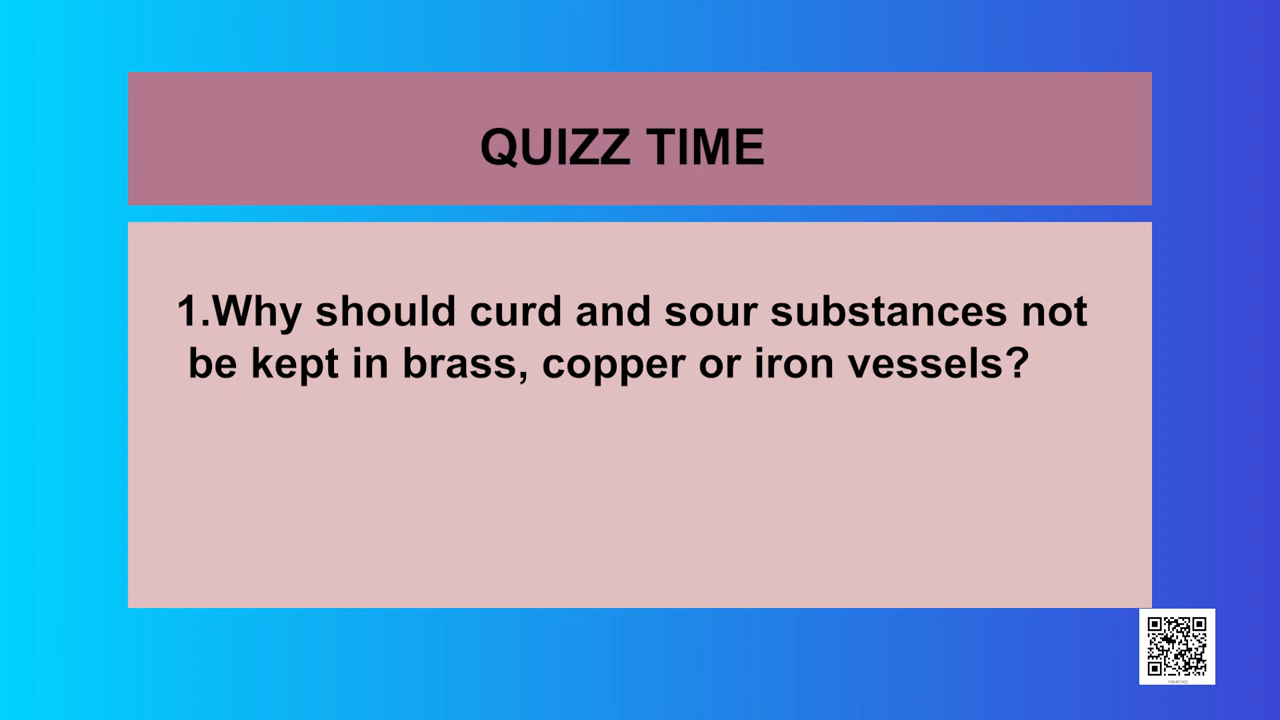 QUIZZ TIME
1.Why should curd and sour substances not
be kept in brass, copper or iron vessels?